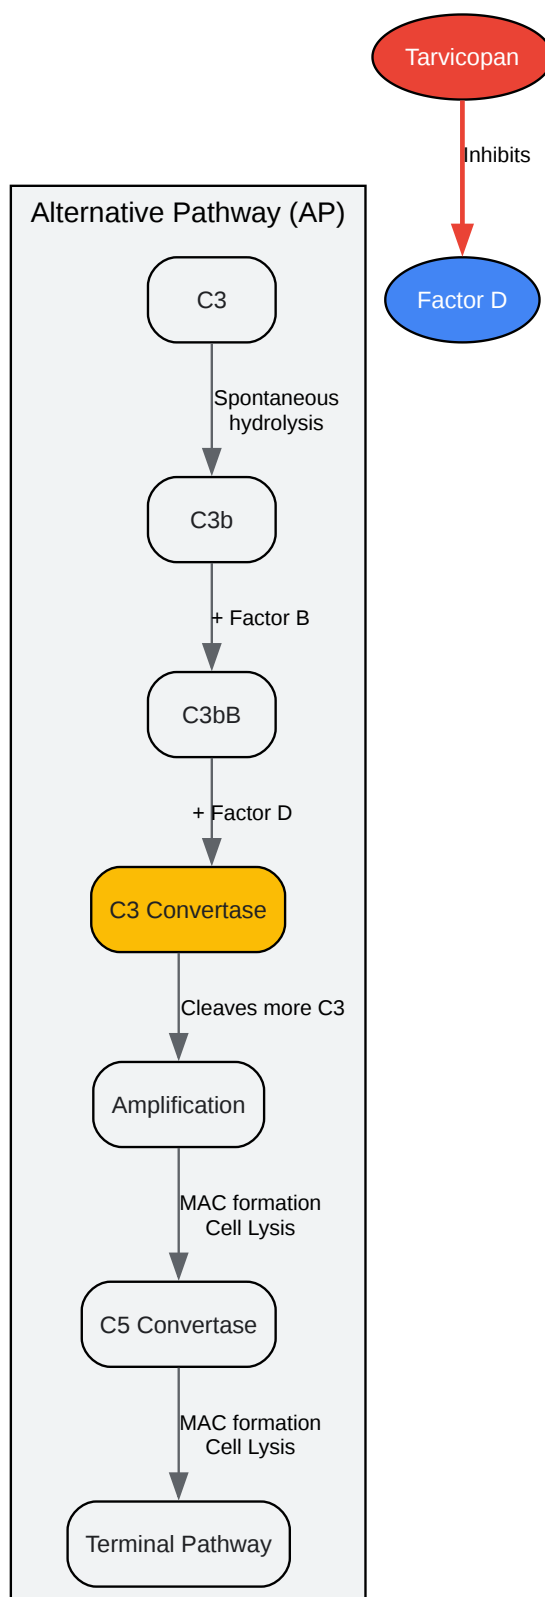 Tarvicopan
Inhibits
Alternative Pathway (AP)
C3
Factor D
Spontaneous
hydrolysis
C3b
+ Factor B
C3bB
+ Factor D
C3 Convertase
Cleaves more C3
Amplification
MAC formation
Cell Lysis
C5 Convertase
MAC formation
Cell Lysis
Terminal Pathway